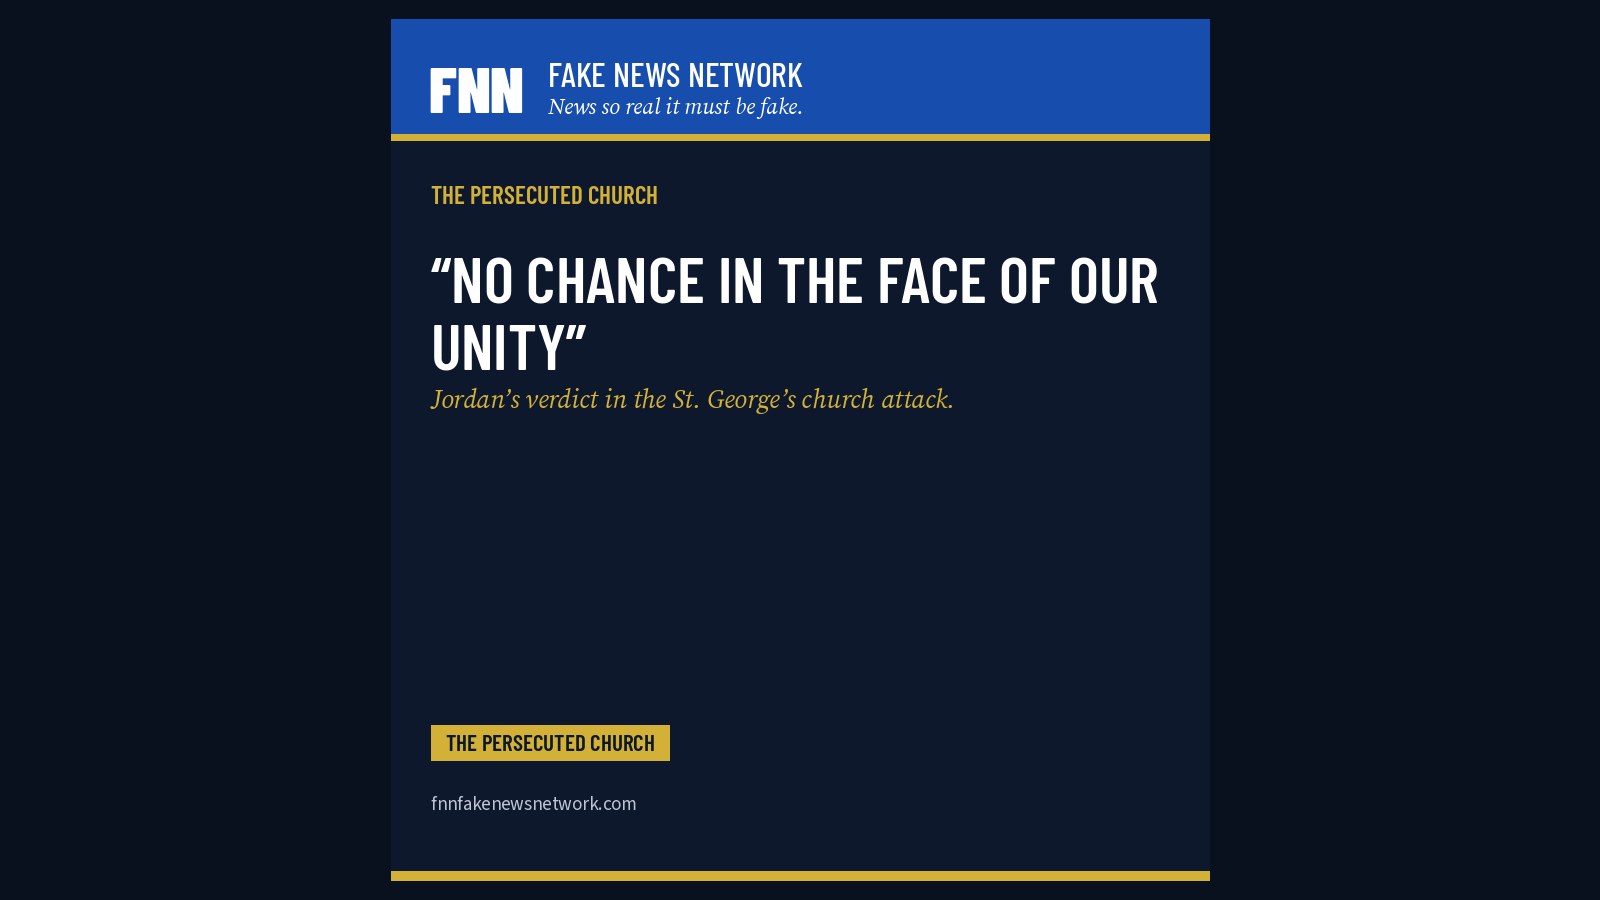 FNN
FAKE NEWS NETWORK
News so real it must be fake.
THE PERSECUTED CHURCH
“NO CHANCE IN THE FACE OF OUR
UNITY”
Jordan’s verdict in the St. George’s church attack.
THE PERSECUTED CHURCH
fnnfakenewsnetwork.com